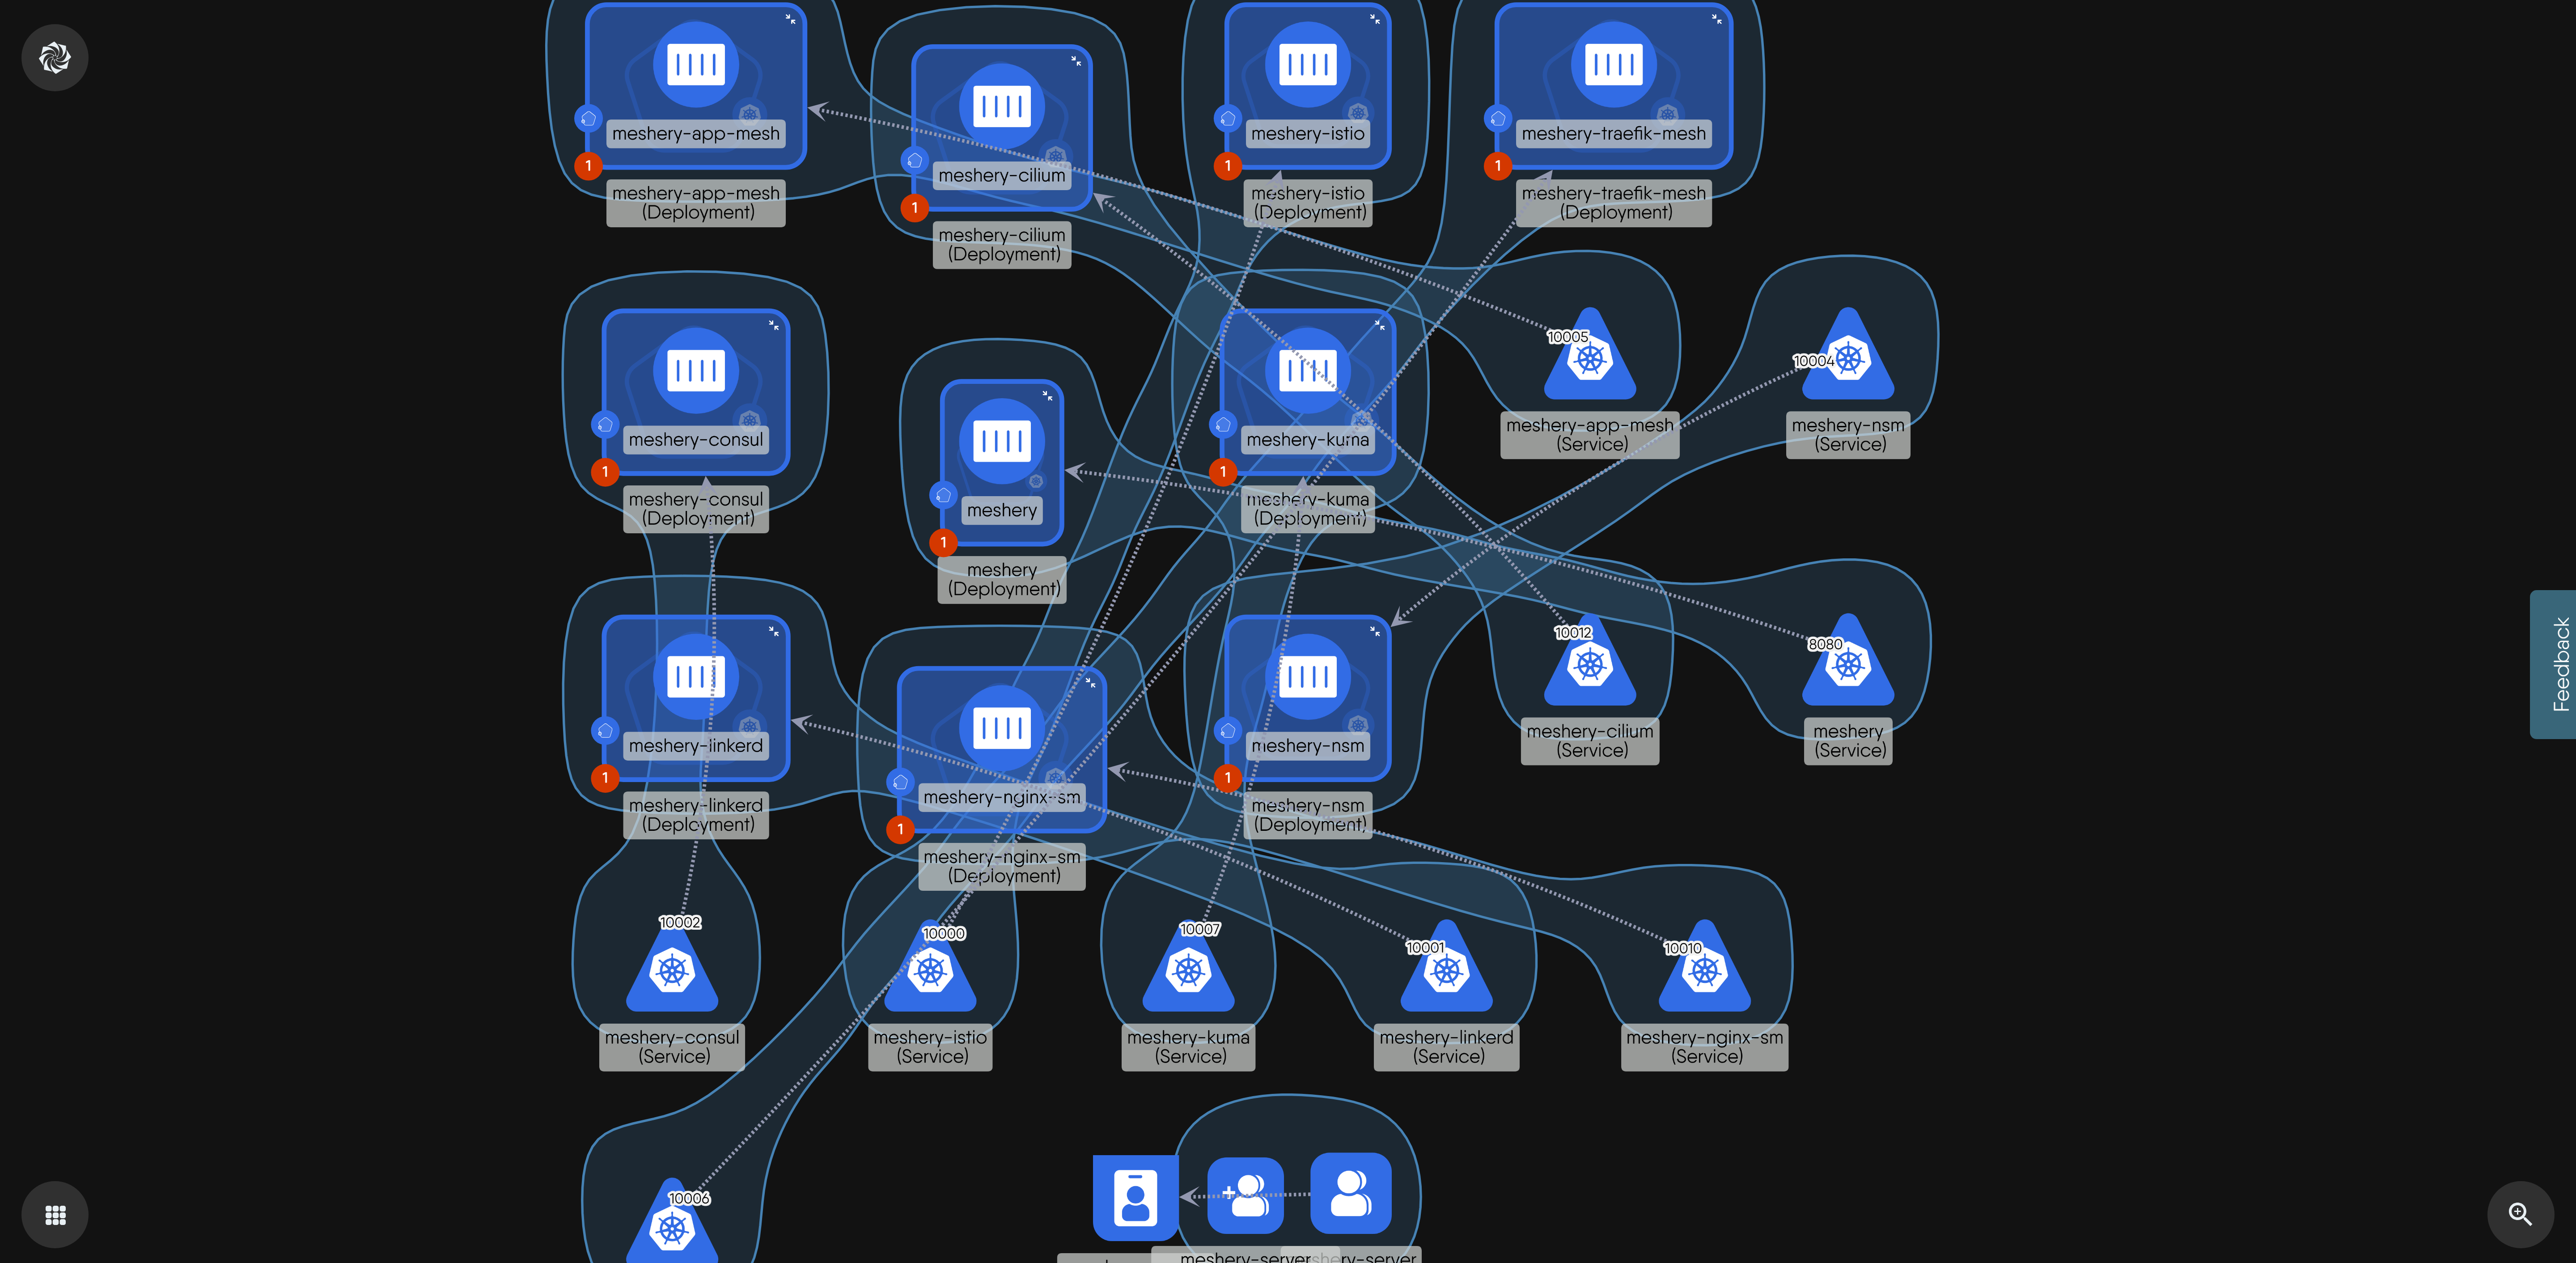 meshery-app-mesh
1
meshery-app-mesh
(Deployment)
meshery-cilium
1
meshery-cilium
(Deployment)
meshery-istio
1
meshery-istio
(Deployment)
meshery-traefik-mesh
1
meshery-traefik-mesh
(Deployment)
meshery-consul
1
meshery-consul
(Deployment)
meshery
1
meshery
(Deployment)
meshery-kuma
1
meshery-kuma
(Deployment)
10005
meshery-app-mesh
(Service)
10004
meshery-nsm
(Service)
meshery-linkerd
1
meshery-linkerd
(Deployment)
meshery-nginx-sm
1
meshery-nginx-sm
(Deployment)
meshery-nsm
1
meshery-nsm
(Deployment)
10012
meshery-cilium
(Service)
8080
meshery
(Service)
Feedback
10002
meshery-consul
(Service)
10000
meshery-istio
(Service)
10007
meshery-kuma
(Service)
10001
meshery-linkerd
(Service)
10010
meshery-nginx-sm
(Service)
10006
meshery-server